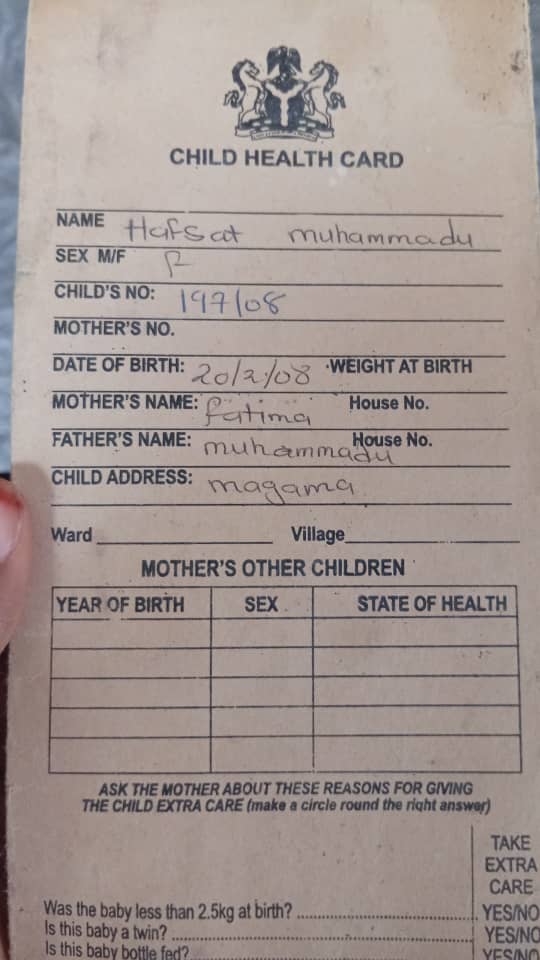 CHILD HEALTH CARD
NAME Hafsat muhammadu
SEX M/F F
CHILD'S NO: 197/08
MOTHER'S NO.
DATE OF BIRTH: 20/2/08 WEIGHT AT BIRTH
MOTHER'S NAME: fatima House No.
FATHER'S NAME: muhammadu House No.
CHILD ADDRESS: magama
Ward Village
MOTHER'S OTHER CHILDREN
YEAR OF BIRTH SEX STATE OF HEALTH
ASK THE MOTHER ABOUT THESE REASONS FOR GIVING
THE CHILD EXTRA CARE (make a circle round the right answer)
TAKE
EXTRA
CARE
Was the baby less than 2.5kg at birth? YES/NO
Is this baby a twin? YES/NO
Is this baby bottle fed? YES/NO